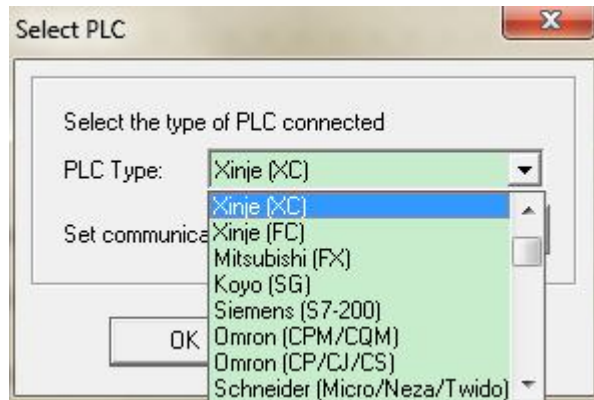 Select PLC
Select the type of PLC connected
PLC Type: Xinje (XC)
Xinje (XC)
Set communica
Xinje (FC)
Mitsubishi (FX)
Koyo (SG)
Siemens (S7-200)
OK
Omron (CPM/CQM)
Omron (CP/CJ/CS)
Schneider (Micro/Neza/Twido)